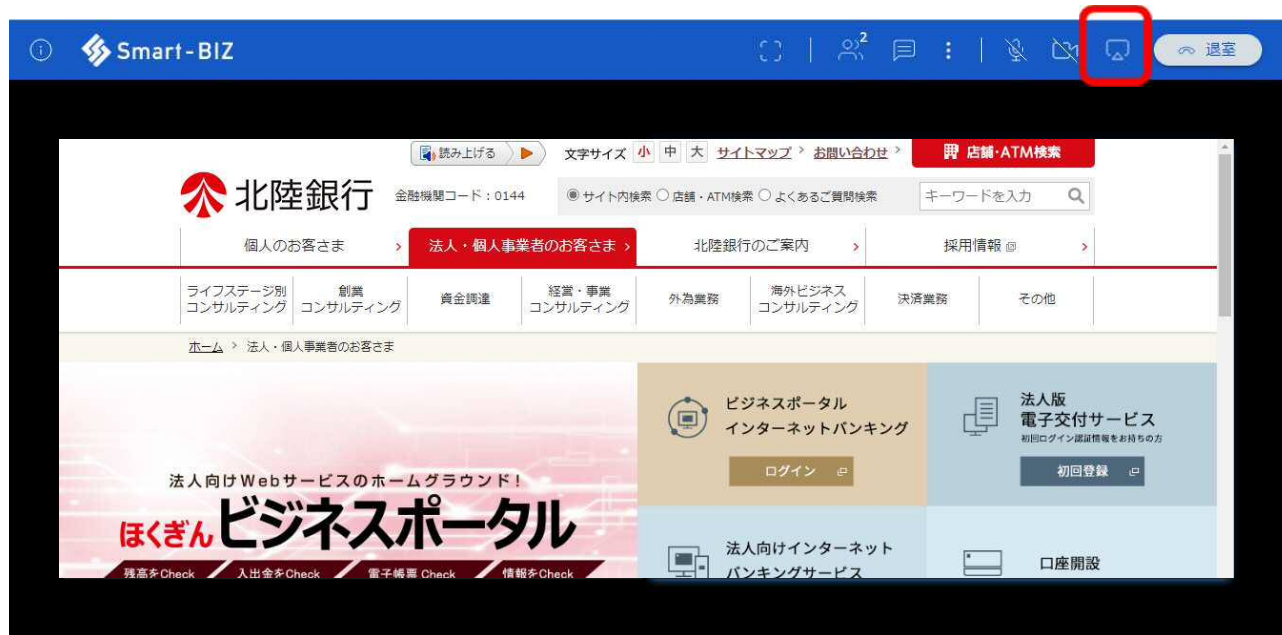 Smart-BIZ
2
退室
読み上げる
文字サイズ 小 中 大 サイトマップ お問い合わせ
店舗・ATM検索
北陸銀行
金融機関コード:0144
サイト内検索 店舗・ATM検索 よくあるご質問検索
キーワードを入力
個人のお客さま
法人・個人事業者のお客さま
北陸銀行のご案内
採用情報
ライフステージ別
コンサルティング
創業
コンサルティング
資金調達
経営・事業
コンサルティング
外為業務
海外ビジネス
コンサルティング
決済業務
その他
ホーム > 法人・個人事業者のお客さま
法人向けWebサービスのホームグラウンド!
ほくぎんビジネスポータル
残高をCheck
入出金をCheck
電子帳票 Check
情報をCheck
ビジネスポータル
インターネットバンキング
ログイン
法人版
電子交付サービス
初回ログイン認証情報をお持ちの方
初回登録
法人向けインターネット
バンキングサービス
口座開設